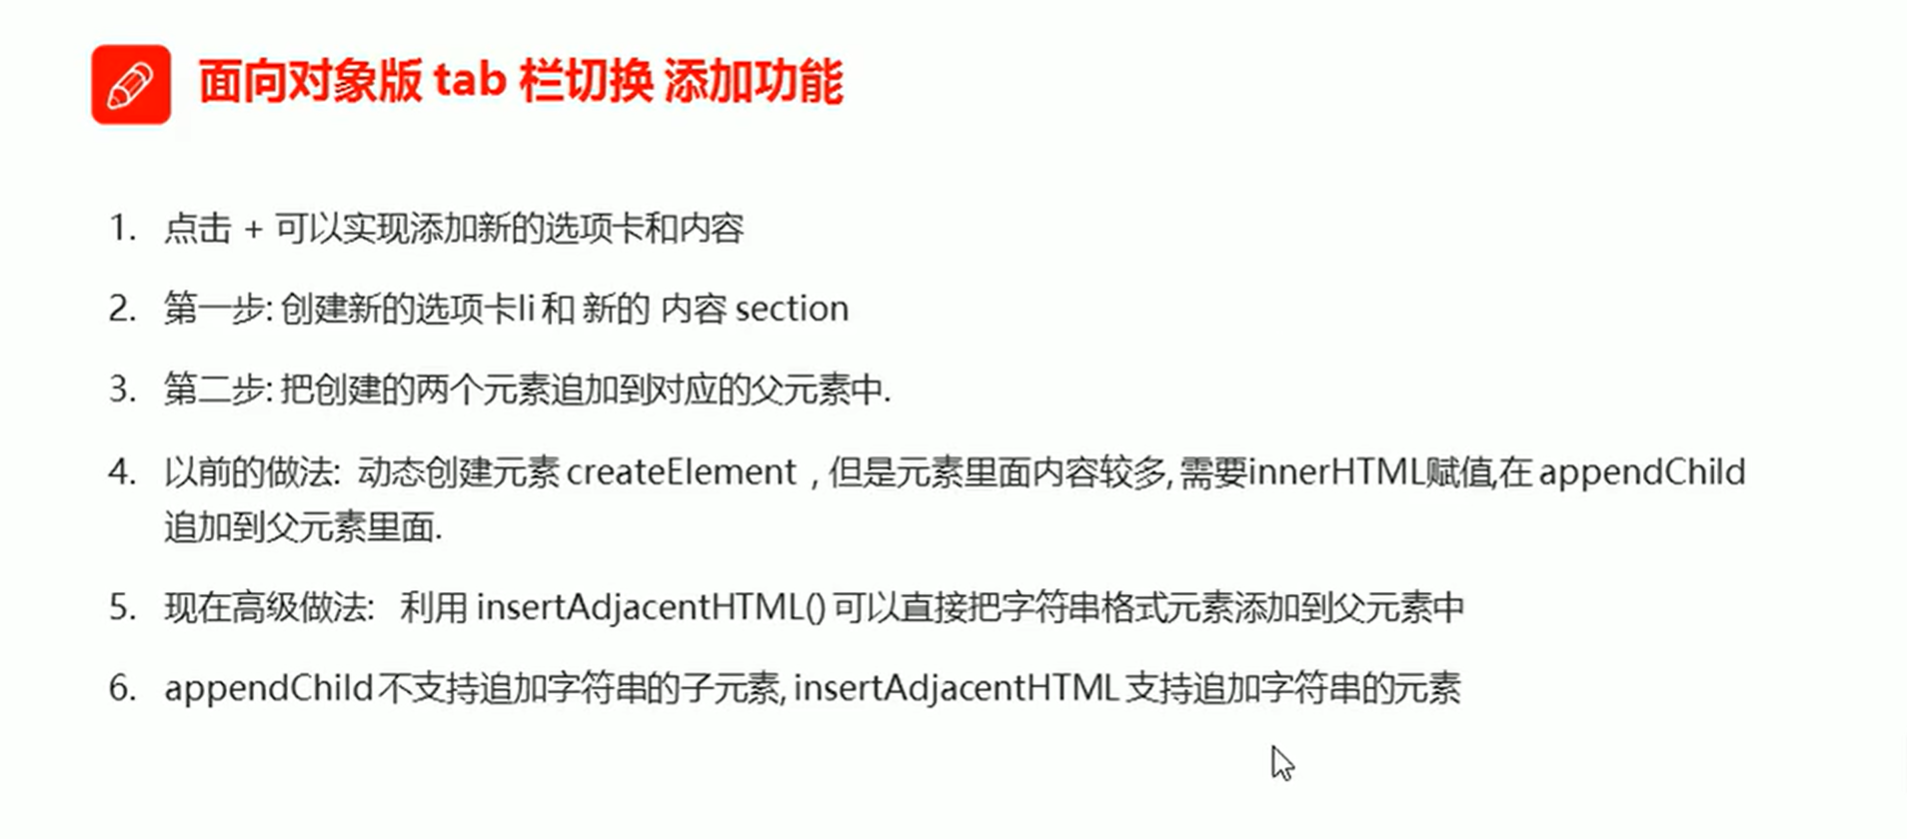 面向对象版 tab 栏切换 添加功能
1. 点击 + 可以实现添加新的选项卡和内容
2. 第一步: 创建新的选项卡li 和 新的 内容 section
3. 第二步: 把创建的两个元素追加到对应的父元素中.
4. 以前的做法: 动态创建元素 createElement , 但是元素里面内容较多, 需要innerHTML赋值,在 appendChild
追加到父元素里面.
5. 现在高级做法: 利用 insertAdjacentHTML() 可以直接把字符串格式元素添加到父元素中
6. appendChild 不支持追加字符串的子元素, insertAdjacentHTML 支持追加字符串的元素